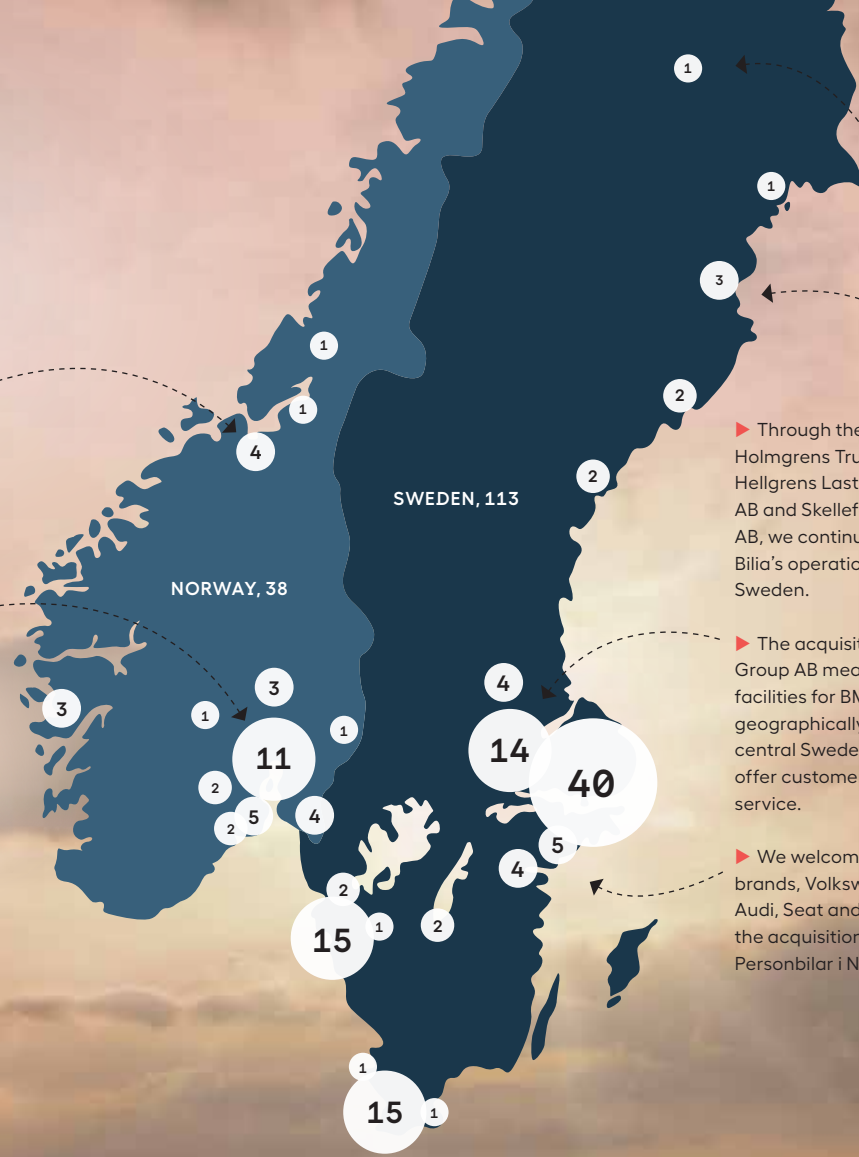 1
1
3
1
1
4
2
2
SWEDEN, 113
NORWAY, 38
3
1
3
1
11
4
14
40
2
5
2
4
5
4
2
15
1
2
1
15
1
Through the
Holmgrens Tru
Hellgrens Last
AB and Skellef
AB, we continu
Bilia's operatio
Sweden.
The acquisit
Group AB mea
facilities for BM
geographically
central Swede
offer custome
service.
We welcom
brands, Volksw
Audi, Seat and
the acquisition
Personbilar i N